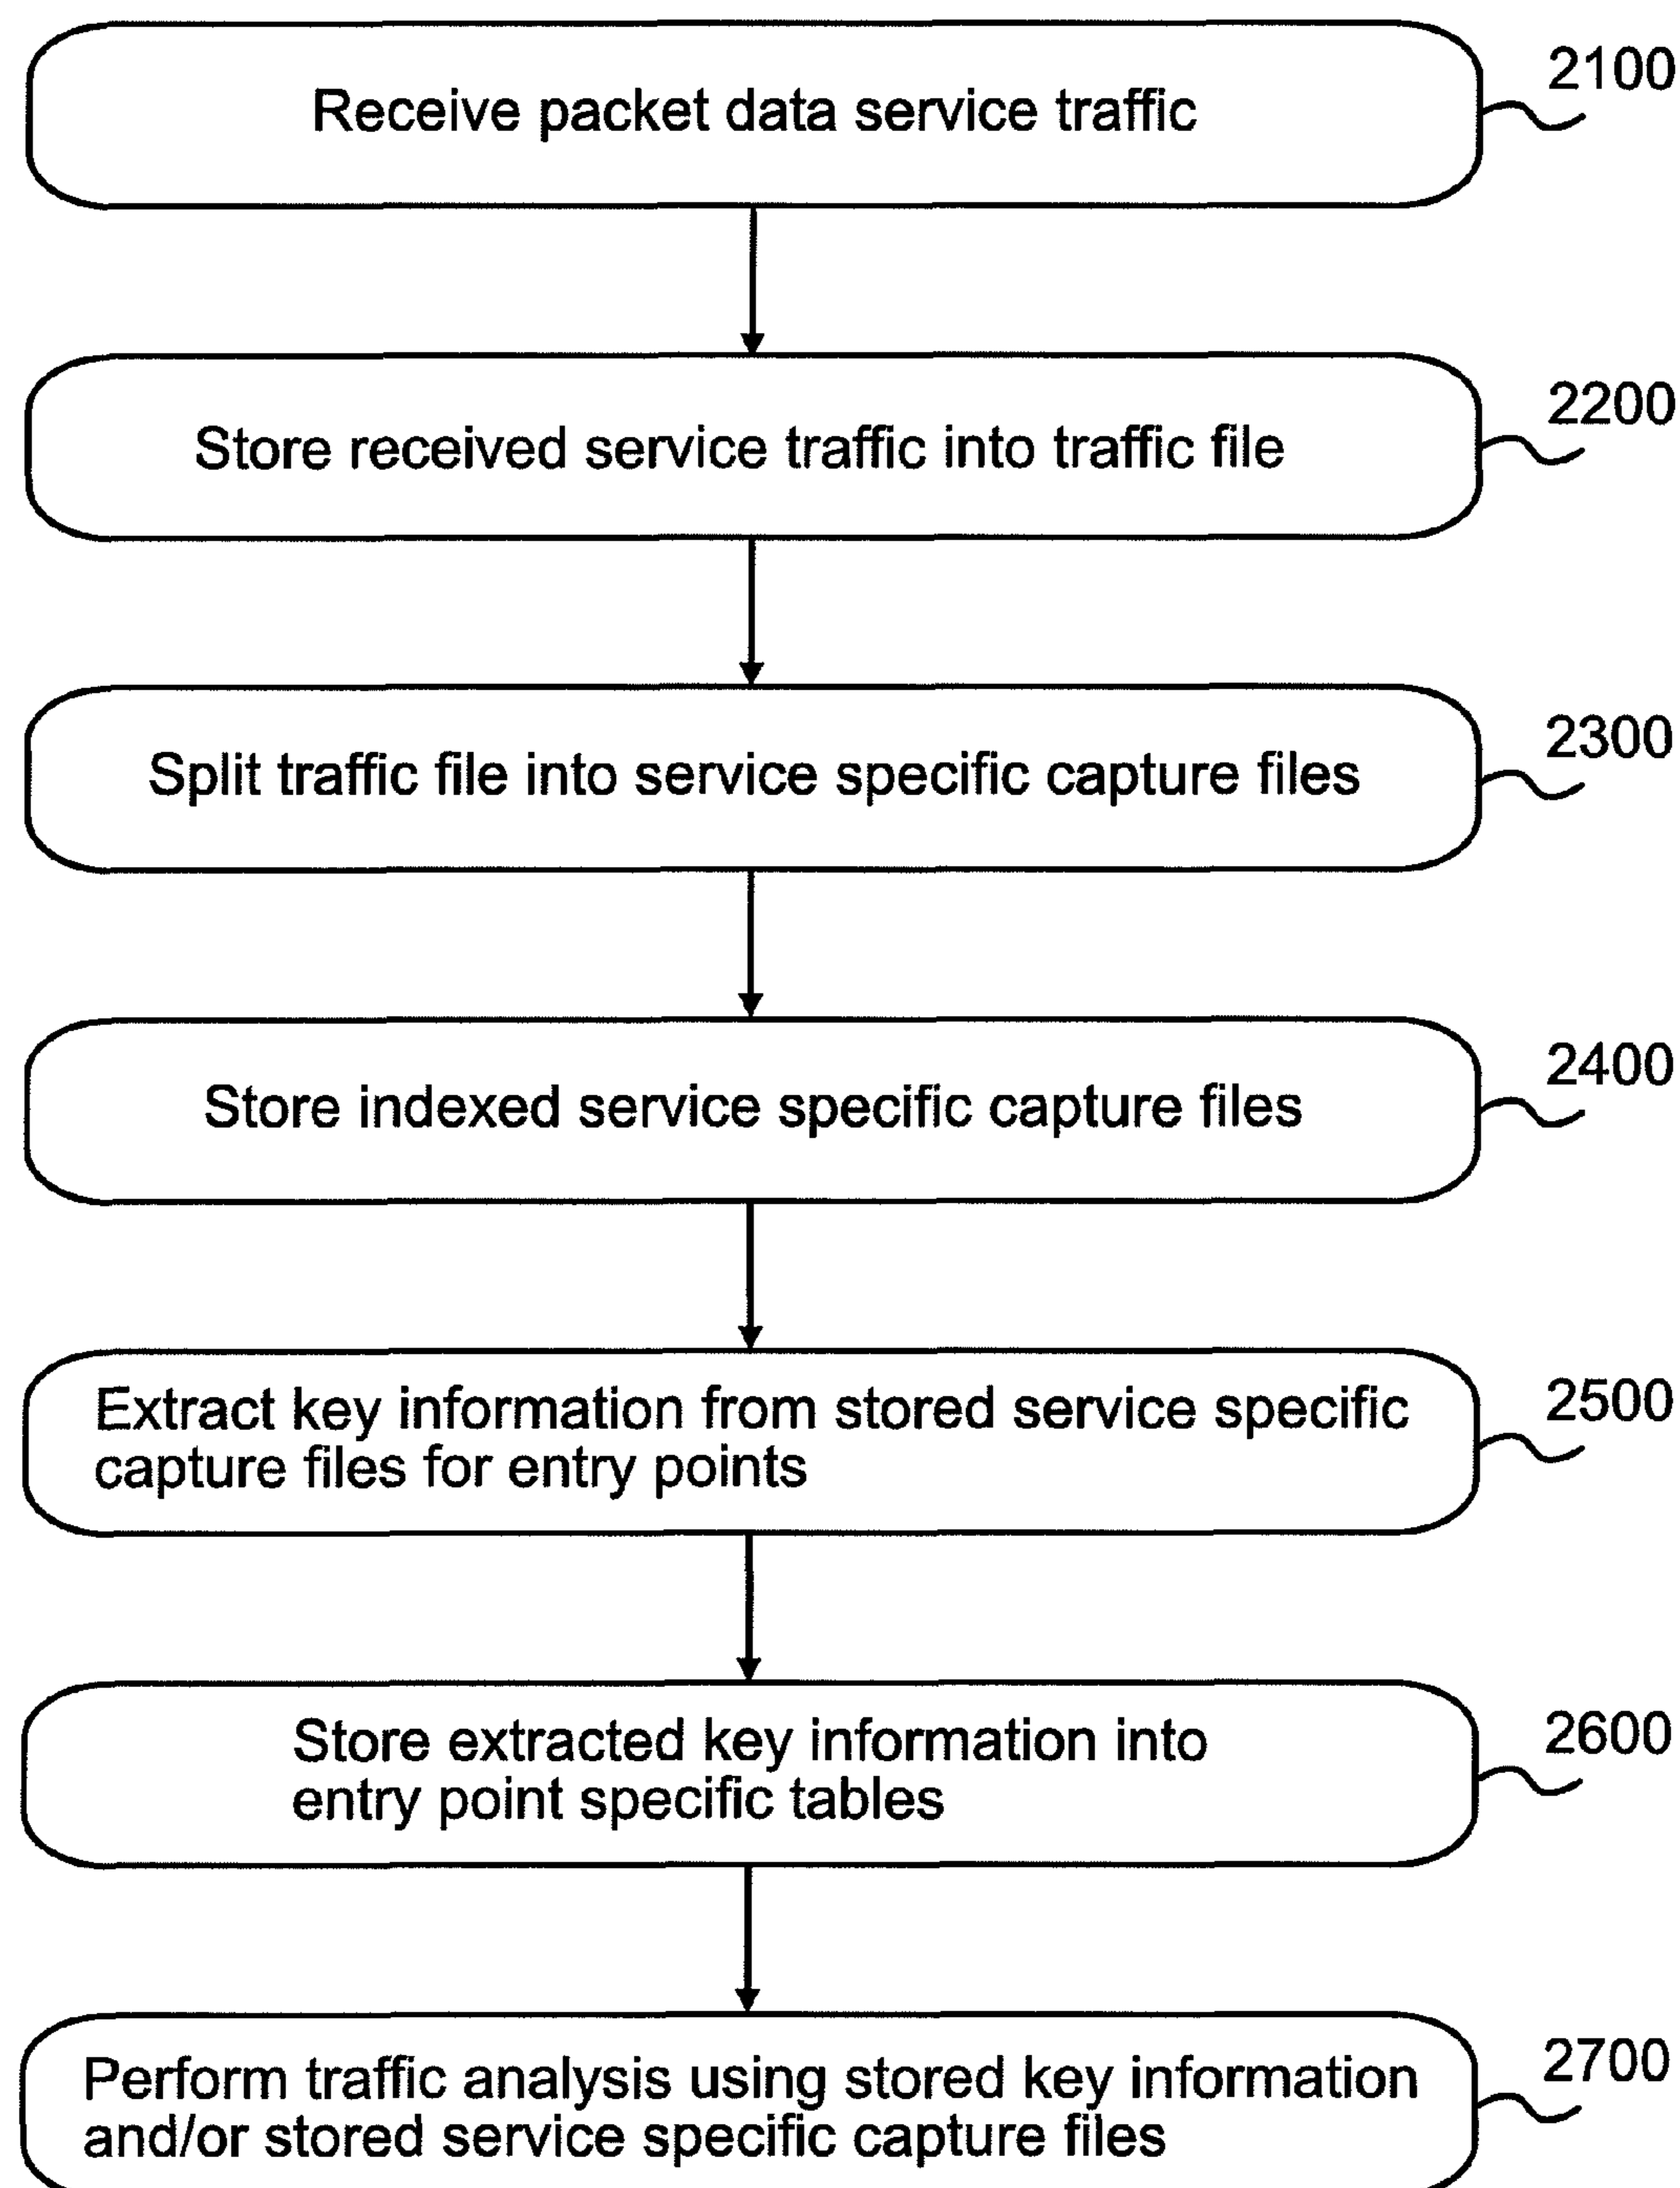 Receive packet data service traffic
2100
Store received service traffic into traffic file
2200
Split traffic file into service specific capture files
2300
Store indexed service specific capture files
2400
Extract key information from stored service specific
capture files for entry points
2500
Store extracted key information into
entry point specific tables
2600
Perform traffic analysis using stored key information
and/or stored service specific capture files
2700